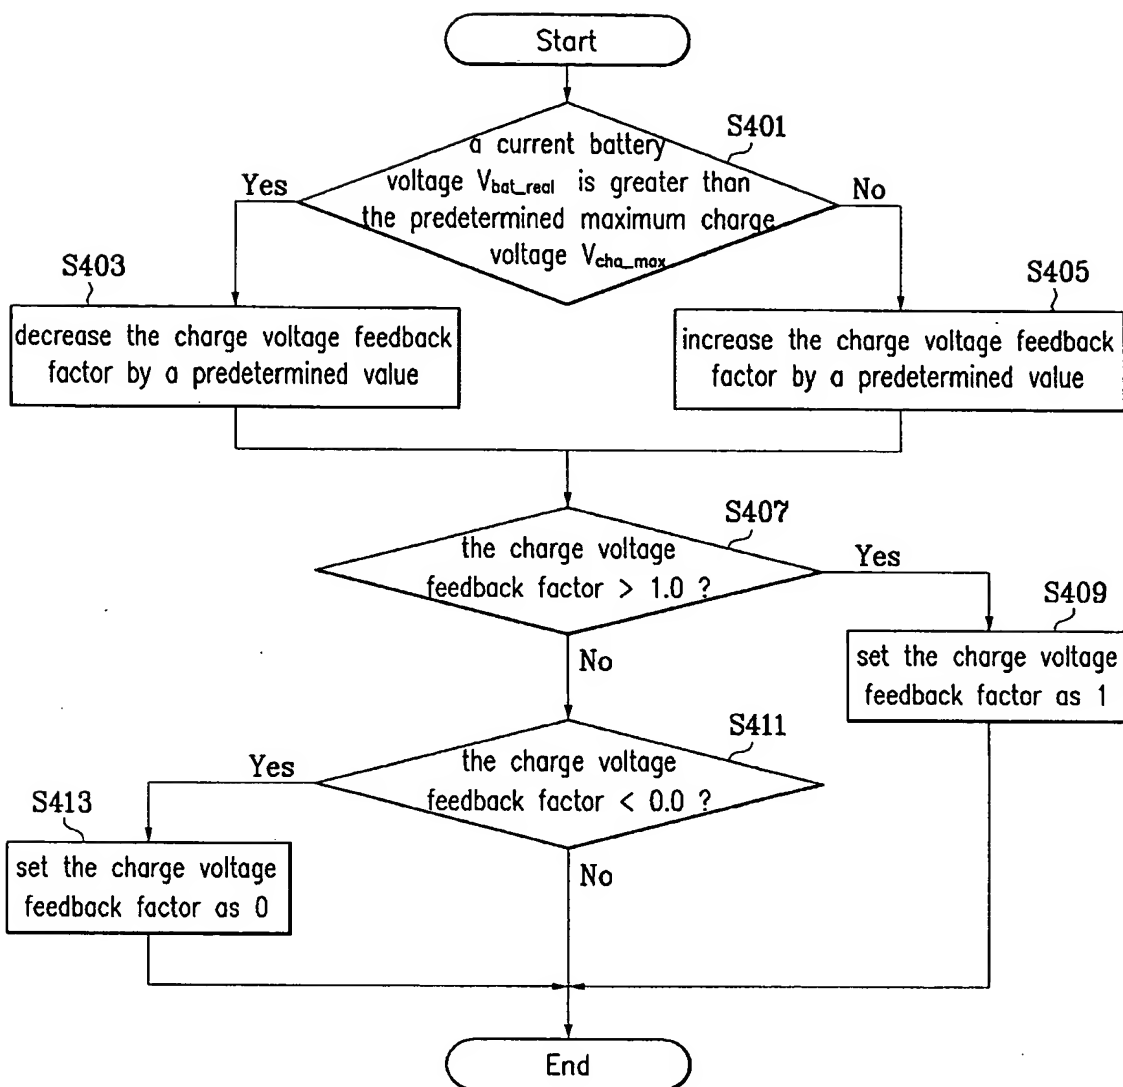 Start
S401
a current battery
voltage Vbat_real is greater than
the predetermined maximum charge
voltage Vcha_max
Yes
No
S403
decrease the charge voltage feedback
factor by a predetermined value
S405
increase the charge voltage feedback
factor by a predetermined value
S407
the charge voltage
feedback factor > 1.0 ?
Yes
No
S409
set the charge voltage
feedback factor as 1
S411
the charge voltage
feedback factor < 0.0 ?
Yes
No
S413
set the charge voltage
feedback factor as 0
End